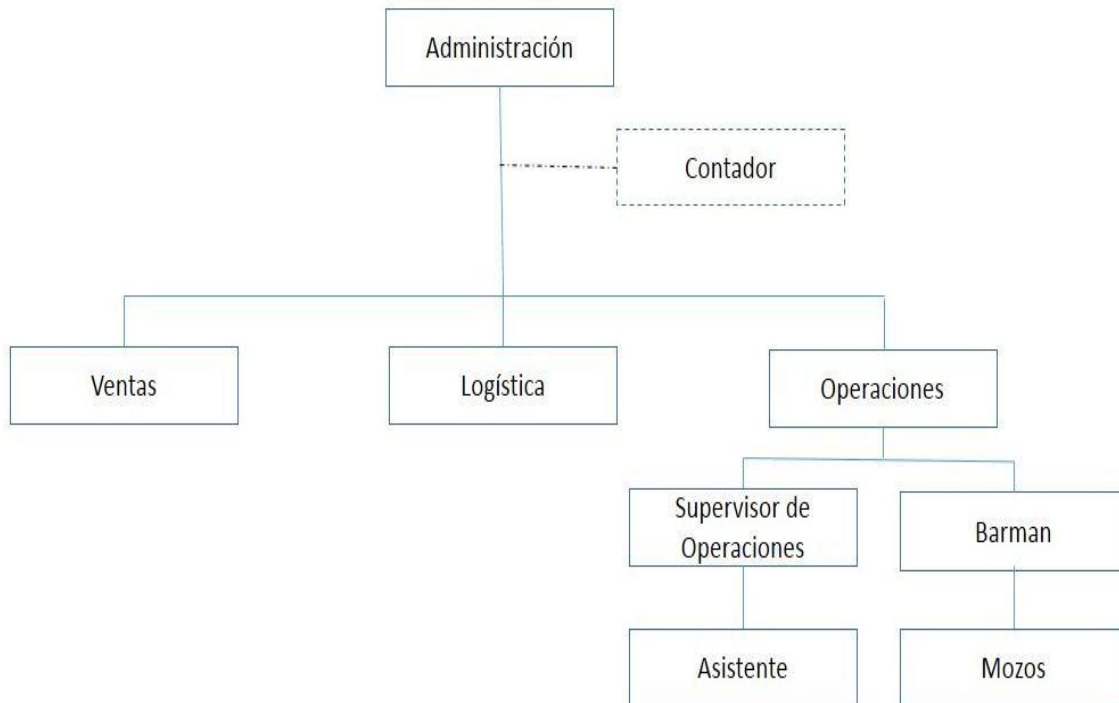 Administración
Contador
Ventas
Logística
Operaciones
Supervisor de
Operaciones
Barman
Asistente
Mozos